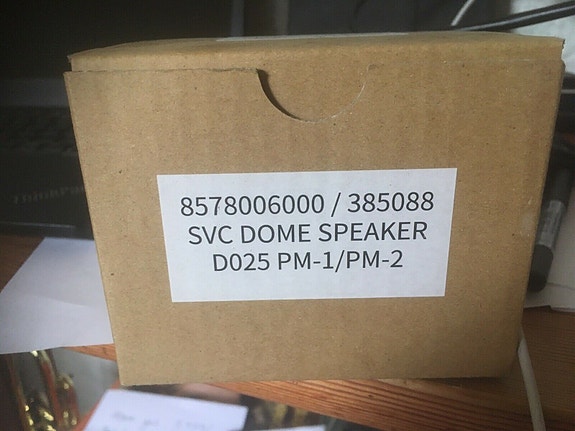 8578006000 / 385088
SVC DOME SPEAKER
D025 PM-1/PM-2